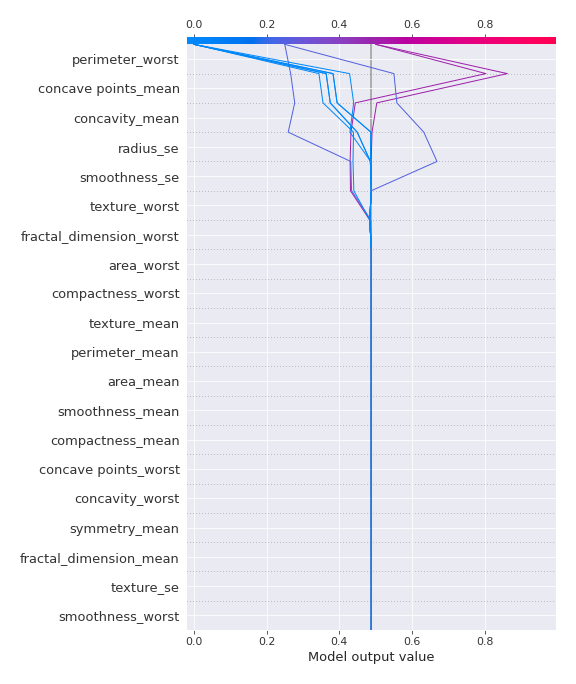 0.0 0.2 0.4 0.6 0.8
perimeter_worst
concave points_mean
concavity_mean
radius_se
smoothness_se
texture_worst
fractal_dimension_worst
area_worst
compactness_worst
texture_mean
perimeter_mean
area_mean
smoothness_mean
compactness_mean
concave points_worst
concavity_worst
symmetry_mean
fractal_dimension_mean
texture_se
smoothness_worst
0.0 0.2 0.4 0.6 0.8
Model output value